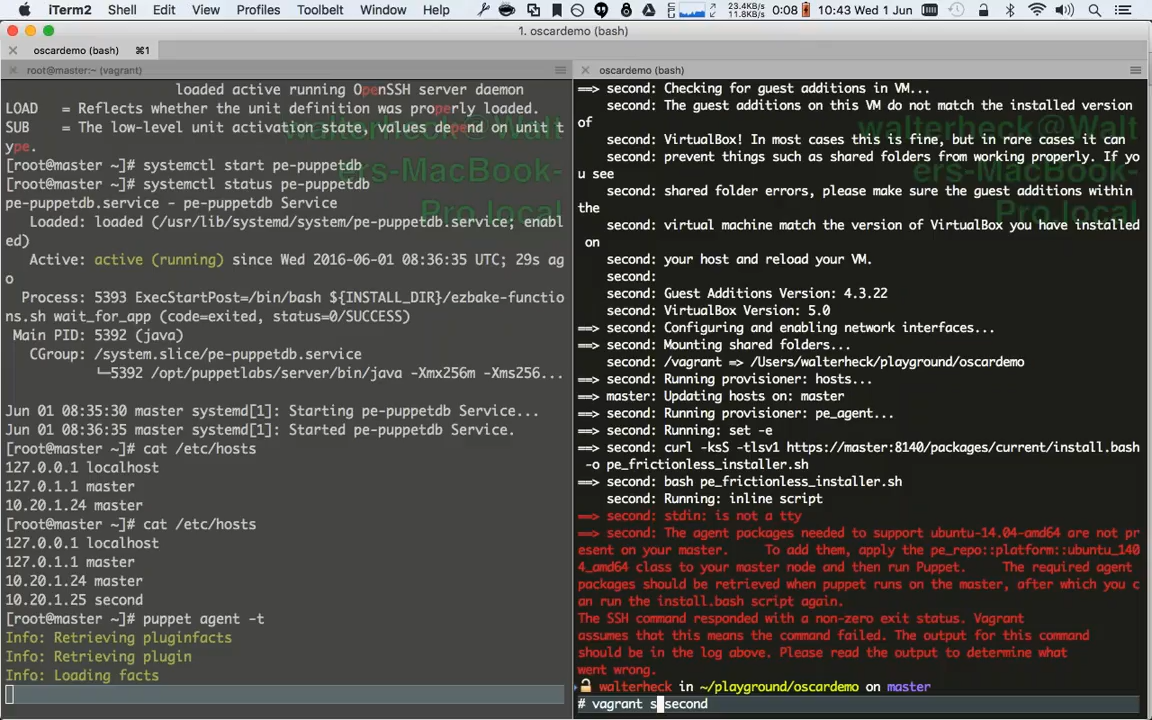 iTerm2 Shell Edit View Profiles Toolbelt Window Help 23.4KB/s 11.8KB/s 0:08 10:43 Wed 1 Jun
1. oscardemo (bash)
oscardemo (bash) ⌘1
root@master:~ (vagrant)
loaded active running OpenSSH server daemon
LOAD   = Reflects whether the unit definition was properly loaded.
SUB    = The low-level unit activation state, values depend on unit t
ype.
[root@master ~]# systemctl start pe-puppetdb
[root@master ~]# systemctl status pe-puppetdb
pe-puppetdb.service - pe-puppetdb Service
Loaded: loaded (/usr/lib/systemd/system/pe-puppetdb.service; enabl
ed)
Active: active (running) since Wed 2016-06-01 08:36:35 UTC; 29s ag
o
Process: 5393 ExecStartPost=/bin/bash ${INSTALL_DIR}/ezbake-functio
ns.sh wait_for_app (code=exited, status=0/SUCCESS)
Main PID: 5392 (java)
CGroup: /system.slice/pe-puppetdb.service
└─5392 /opt/puppetlabs/server/bin/java -Xmx256m -Xms256...
Jun 01 08:35:30 master systemd[1]: Starting pe-puppetdb Service...
Jun 01 08:36:35 master systemd[1]: Started pe-puppetdb Service.
[root@master ~]# cat /etc/hosts
127.0.0.1 localhost
127.0.1.1 master
10.20.1.24 master
[root@master ~]# cat /etc/hosts
127.0.0.1 localhost
127.0.1.1 master
10.20.1.24 master
10.20.1.25 second
[root@master ~]# puppet agent -t
Info: Retrieving pluginfacts
Info: Retrieving plugin
Info: Loading facts
walterheck@Walt
ers-MacBook-
Pro.local
oscardemo (bash)
==> second: Checking for guest additions in VM...
second: The guest additions on this VM do not match the installed version
of
second: VirtualBox! In most cases this is fine, but in rare cases it can
second: prevent things such as shared folders from working properly. If yo
u see
second: shared folder errors, please make sure the guest additions within
the
second: virtual machine match the version of VirtualBox you have installed
on
second: your host and reload your VM.
second:
second: Guest Additions Version: 4.3.22
second: VirtualBox Version: 5.0
==> second: Configuring and enabling network interfaces...
==> second: Mounting shared folders...
second: /vagrant => /Users/walterheck/playground/oscardemo
==> second: Running provisioner: hosts...
==> master: Updating hosts on: master
==> second: Running provisioner: pe_agent...
==> second: Running: set -e
==> second: curl -ksS -tlsv1 https://master:8140/packages/current/install.bash
-o pe_frictionless_installer.sh
==> second: bash pe_frictionless_installer.sh
second: Running: inline script
==> second: stdin: is not a tty
==> second: The agent packages needed to support ubuntu-14.04-amd64 are not pr
esent on your master.    To add them, apply the pe_repo::platform::ubuntu_140
4_amd64 class to your master node and then run Puppet.    The required agent
packages should be retrieved when puppet runs on the master, after which you c
an run the install.bash script again.
The SSH command responded with a non-zero exit status. Vagrant
assumes that this means the command failed. The output for this command
should be in the log above. Please read the output to determine what
went wrong.
walterheck in ~/playground/oscardemo on master
# vagrant s second
walterheck@Walt
ers-MacBook-
Pro.local